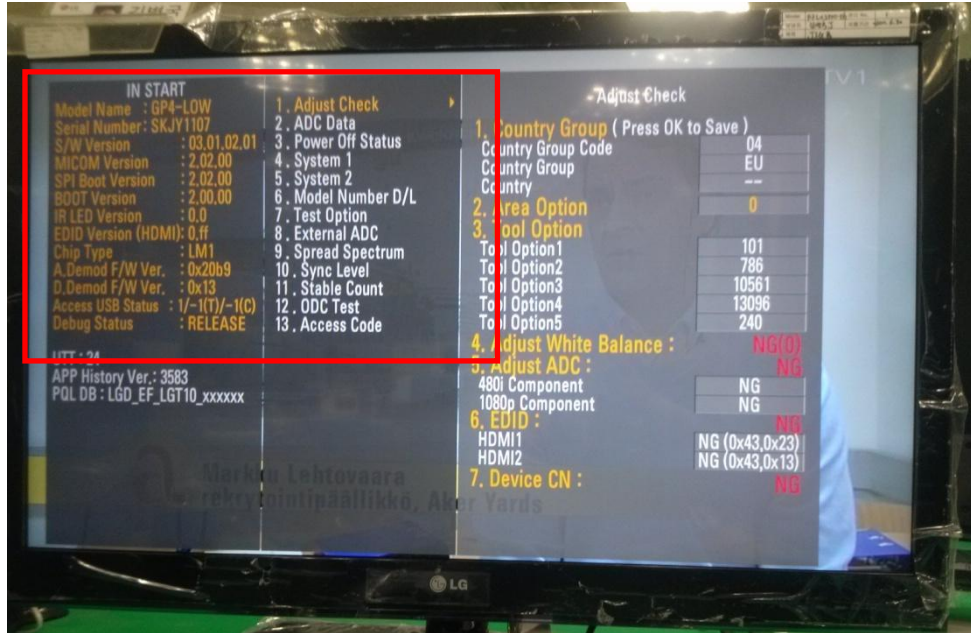 TV1
IN START
Model Name : GP4-LOW
Serial Number : SKJY1107
S/W Version : 03,01,02,01
MICOM Version : 2,02,00
SPI Boot Version : 2,02,00
BOOT Version : 2,00,00
IR LED Version : 0,0
EDID Version (HDMI): 0,ff
Chip Type : LM1
A.Demod F/W Ver. : 0x20b9
D.Demod F/W Ver. : 0x13
Access USB Status : 1/-1(T)/-1(C)
Debug Status : RELEASE
UTT : 24
APP History Ver.: 3583
PQL DB : LGD_EF_LGT10_xxxxxx
1 . Adjust Check
2 . ADC Data
3 . Power Off Status
4 . System 1
5 . System 2
6 . Model Number D/L
7 . Test Option
8 . External ADC
9 . Spread Spectrum
10 . Sync Level
11 . Stable Count
12 . ODC Test
13 . Access Code
Adjust Check
1. Country Group ( Press OK to Save )
Country Group Code 04
Country Group EU
Country --
2. Area Option 0
3. Tool Option
Tool Option1 101
Tool Option2 786
Tool Option3 10561
Tool Option4 13096
Tool Option5 240
4. Adjust White Balance : NG(0)
5. Adjust ADC : NG
480i Component NG
1080p Component NG
6. EDID : NG
HDMI1 NG (0x43,0x23)
HDMI2 NG (0x43,0x13)
7. Device CN : NG
Markku Lehtovaara
rekrytointipäällikkö, Aker Yards
LG